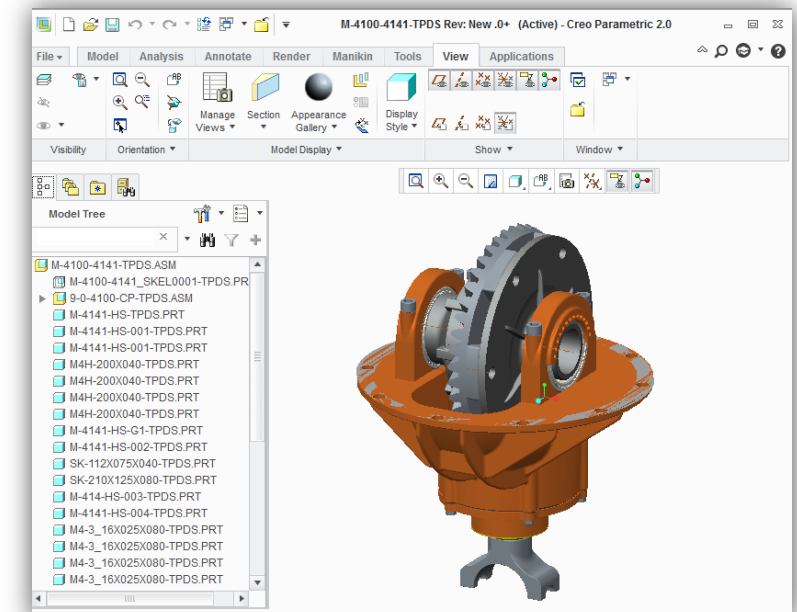 M-4100-4141-TPDS Rev: New .0+ (Active) - Creo Parametric 2.0
File Model Analysis Annotate Render Manikin Tools View Applications
Manage Views
Section
Appearance Gallery
Display Style
Visibility Orientation Model Display Show Window
Model Tree
M-4100-4141-TPDS.ASM
M-4100-4141_SKEL0001-TPDS.PR
9-0-4100-CP-TPDS.ASM
M-4141-HS-TPDS.PRT
M-4141-HS-001-TPDS.PRT
M-4141-HS-001-TPDS.PRT
M4H-200X040-TPDS.PRT
M4H-200X040-TPDS.PRT
M4H-200X040-TPDS.PRT
M4H-200X040-TPDS.PRT
M-4141-HS-G1-TPDS.PRT
M-4141-HS-002-TPDS.PRT
SK-112X075X040-TPDS.PRT
SK-210X125X080-TPDS.PRT
M-414-HS-003-TPDS.PRT
M-4141-HS-004-TPDS.PRT
M4-3_16X025X080-TPDS.PRT
M4-3_16X025X080-TPDS.PRT
M4-3_16X025X080-TPDS.PRT
M4-3_16X025X080-TPDS.PRT